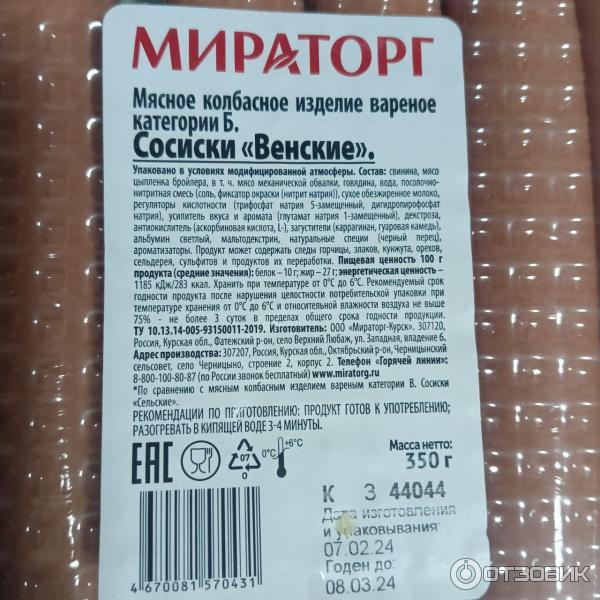 МИРАТОРГ
Мясное колбасное изделие вареное
категории Б.
Сосиски «Венские».
Упаковано в условиях модифицированной атмосферы. Состав: свинина, мясо
цыпленка бройлера, в т. ч. мясо механической обвалки, говядина, вода, посолочно-
нитритная смесь (соль, фиксатор окраски (нитрит натрия)), сухое обезжиренное молоко,
регуляторы кислотности (трифосфат натрия 5-замещенный, дигидропирофосфат
натрия), усилитель вкуса и аромата (глутамат натрия 1-замещенный), декстроза,
антиокислитель (аскорбиновая кислота, L-), загустители (каррагинан, гуаровая камедь),
альбумин светлый, мальтодекстрин, натуральные специи (черный перец),
ароматизаторы. Продукт может содержать следы горчицы, злаков, кунжута, орехов,
сельдерея, сульфитов и продуктов их переработки. Пищевая ценность 100 г
продукта (средние значения): белок – 10 г; жир – 27 г; энергетическая ценность –
1185 кДж/283 ккал. Хранить при температуре от 0°С до 6°С. Рекомендуемый срок
годности продукта после нарушения целостности потребительской упаковки при
температуре хранения от 0°С до 6°С и относительной влажности воздуха не выше
75% - не более 3 суток в пределах общего срока годности продукта.
ТУ 10.13.14-005-93150011-2019. Изготовитель: ООО «Мираторг-Курск». 307120,
Россия, Курская обл., Фатежский р-он, село Верхний Любаж, ул. Западная, владение 6.
Адрес производства: 307207, Россия, Курская обл., Октябрьский р-он, Черницынский
сельсовет, село Черницыно, строение 2, корпус 2. Телефон «Горячей линии»:
8-800-100-80-87 (по России звонок бесплатный) www.miratorg.ru
*По сравнению с мясным колбасным изделием вареным категории В. Сосиски
«Сельские».
РЕКОМЕНДАЦИИ ПО ПРИГОТОВЛЕНИЮ: ПРОДУКТ ГОТОВ К УПОТРЕБЛЕНИЮ;
РАЗОГРЕВАТЬ В КИПЯЩЕЙ ВОДЕ 3-4 МИНУТЫ.
EAC
07
0
0°С
+6°С
Масса нетто:
350 г
К 3 44044
Дата изготовления
и упаковывания:
07.02.24
Годен до:
08.03.24
4670081570431
ОТЗОВИК